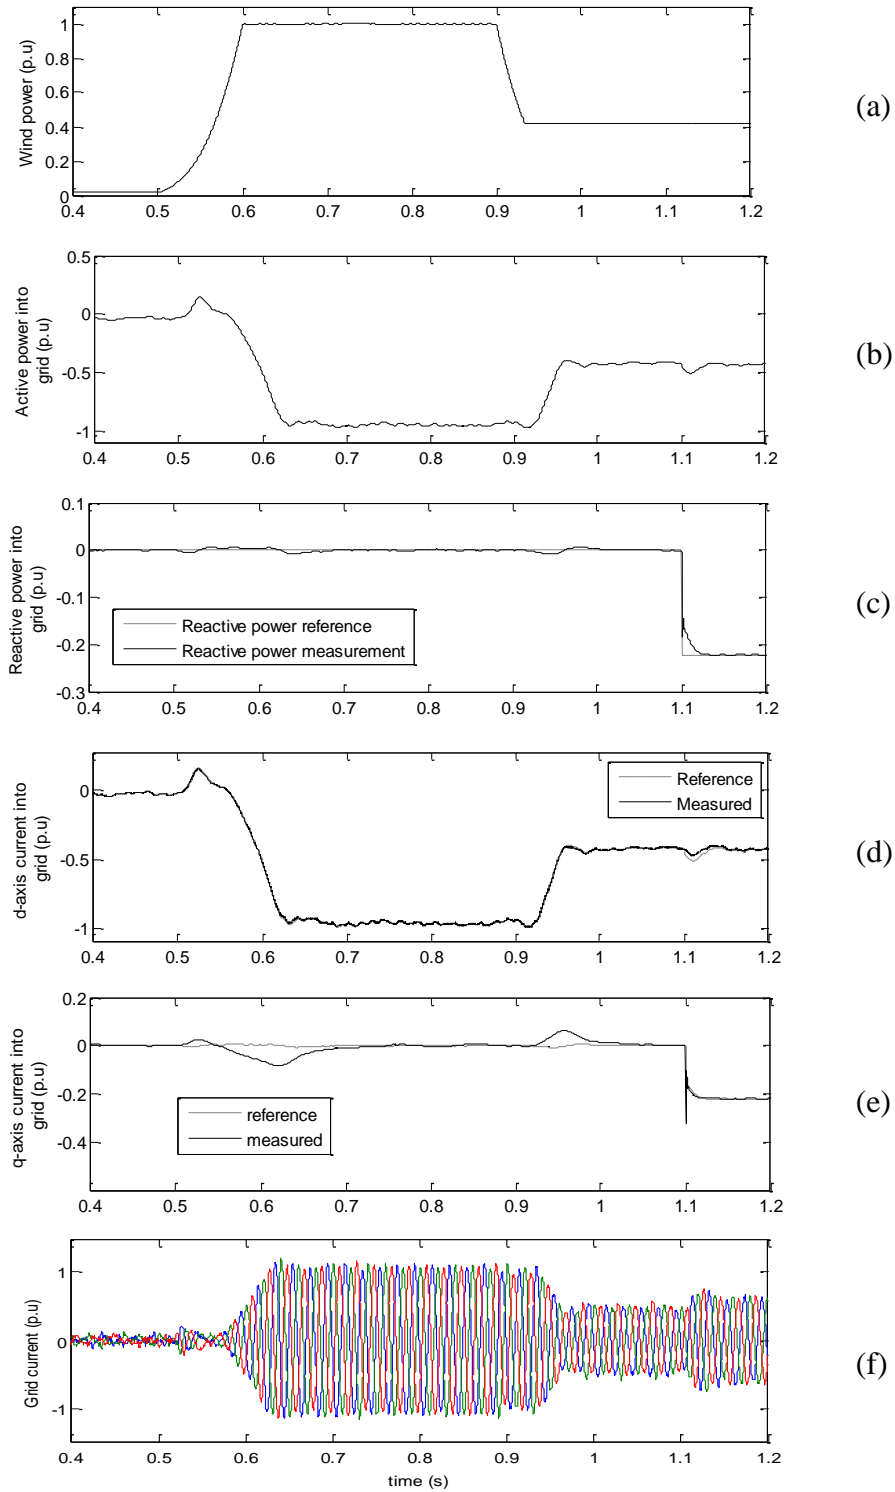 Wind power (p.u)
1
0.8
0.6
0.4
0.2
0
0.4 0.5 0.6 0.7 0.8 0.9 1 1.1 1.2
(a)
Active power into
grid (p.u)
0.5
0
-0.5
-1
0.4 0.5 0.6 0.7 0.8 0.9 1 1.1 1.2
(b)
Reactive power into
grid (p.u)
0.1
0
-0.1
-0.2
-0.3
Reactive power reference
Reactive power measurement
0.4 0.5 0.6 0.7 0.8 0.9 1 1.1 1.2
(c)
d-axis current into
grid (p.u)
0
-0.5
-1
Reference
Measured
0.4 0.5 0.6 0.7 0.8 0.9 1 1.1 1.2
(d)
q-axis current into
grid (p.u)
0.2
0
-0.2
-0.4
reference
measured
0.4 0.5 0.6 0.7 0.8 0.9 1 1.1 1.2
(e)
Grid current (p.u)
1
0
-1
0.4 0.5 0.6 0.7 0.8 0.9 1 1.1 1.2
time (s)
(f)